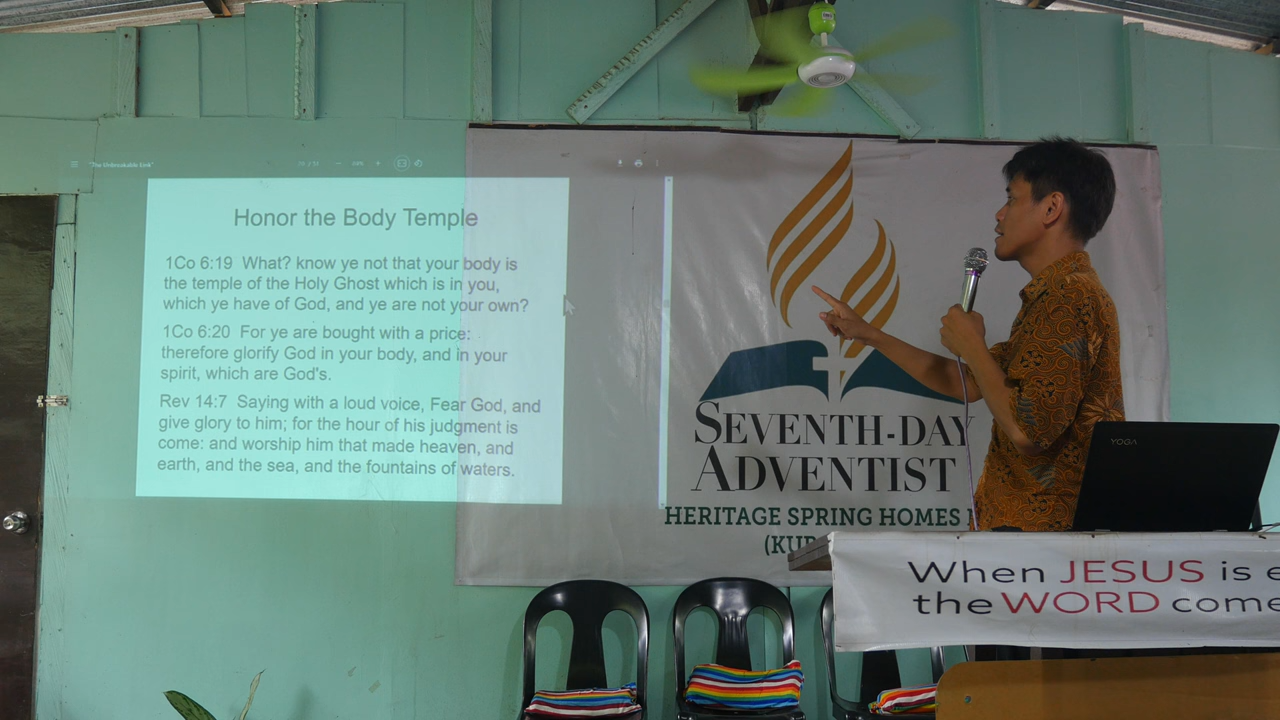 "The Unbreakable Link"
Honor the Body Temple
1Co 6:19 What? know ye not that your body is
the temple of the Holy Ghost which is in you,
which ye have of God, and ye are not your own?
1Co 6:20 For ye are bought with a price:
therefore glorify God in your body, and in your
spirit, which are God's.
Rev 14:7 Saying with a loud voice, Fear God, and
give glory to him; for the hour of his judgment is
come: and worship him that made heaven, and
earth, and the sea, and the fountains of waters.
SEVENTH-DAY
ADVENTIST
HERITAGE SPRING HOMES
YOGA
When JESUS is
the WORD come